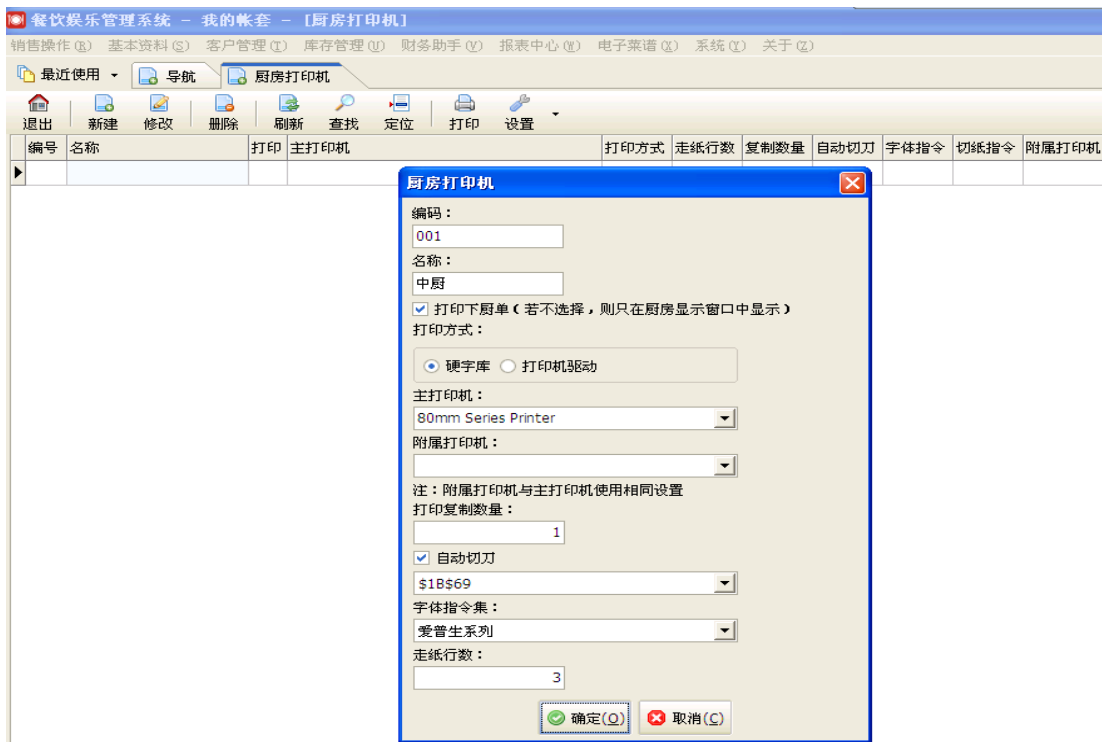 餐饮娱乐管理系统 - 我的帐套 - [厨房打印机]
销售操作(R) 基本资料(S) 客户管理(T) 库存管理(U) 财务助手(V) 报表中心(W) 电子菜谱(X) 系统(Y) 关于(Z)
最近使用 导航 厨房打印机
退出 新建 修改 删除 刷新 查找 定位 打印 设置
编号 名称 打印 主打印机 打印方式 走纸行数 复制数量 自动切刀 字体指令 切纸指令 附属打印机
厨房打印机
编码：
001
名称：
中厨
打印下厨单(若不选择，则只在厨房显示窗口中显示)
打印方式：
硬字库 打印机驱动
主打印机：
80mm Series Printer
附属打印机：
注：附属打印机与主打印机使用相同设置
打印复制数量：
1
自动切刀
$1B$69
字体指令集：
爱普生系列
走纸行数：
3
确定(O) 取消(C)